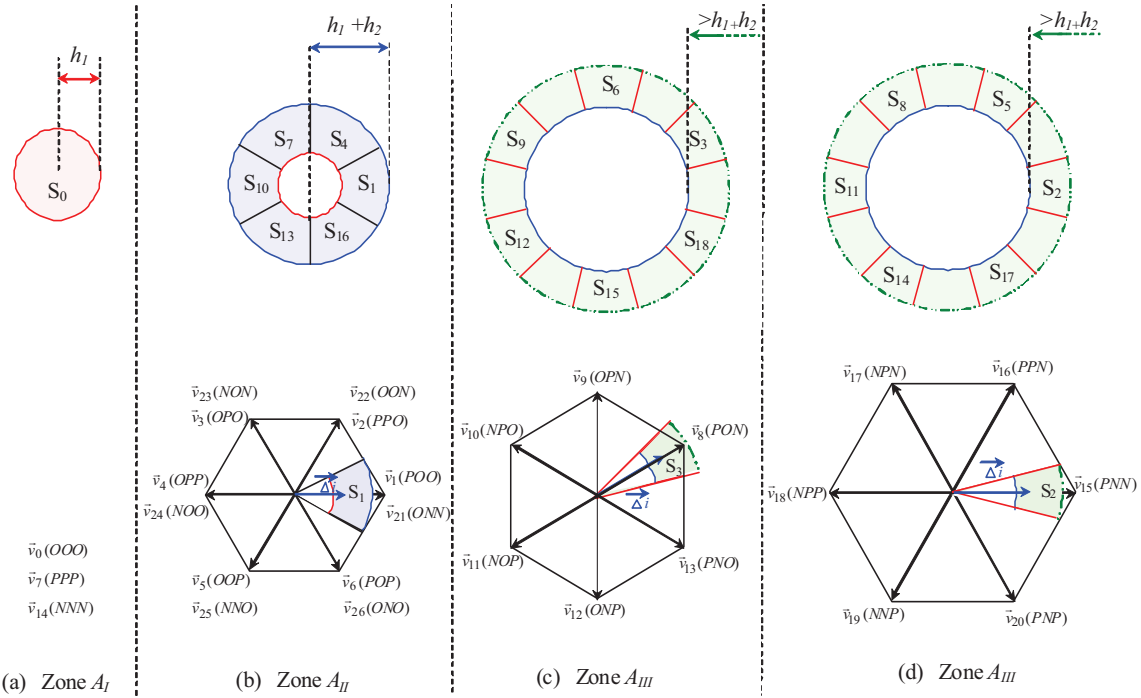 h1
S0
v⃗0(OOO)
v⃗7(PPP)
v⃗14(NNN)
(a) Zone AI
h1 +h2
S7
S4
S10
S1
S13
S16
v⃗23(NON)
v⃗22(OON)
v⃗3(OPO)
v⃗2(PPO)
v⃗4(OPP)
Δi
S1
v⃗1(POO)
v⃗24(NOO)
v⃗21(ONN)
v⃗5(OOP)
v⃗6(POP)
v⃗25(NNO)
v⃗26(ONO)
(b) Zone AII
>h1+h2
S6
S9
S3
S12
S18
S15
v⃗9(OPN)
v⃗10(NPO)
v⃗8(PON)
S3
Δi
v⃗11(NOP)
v⃗13(PNO)
v⃗12(ONP)
(c) Zone AIII
>h1+h2
S8
S5
S11
S2
S14
S17
v⃗17(NPN)
v⃗16(PPN)
Δi
v⃗18(NPP)
S2
v⃗15(PNN)
v⃗19(NNP)
v⃗20(PNP)
(d) Zone AIII